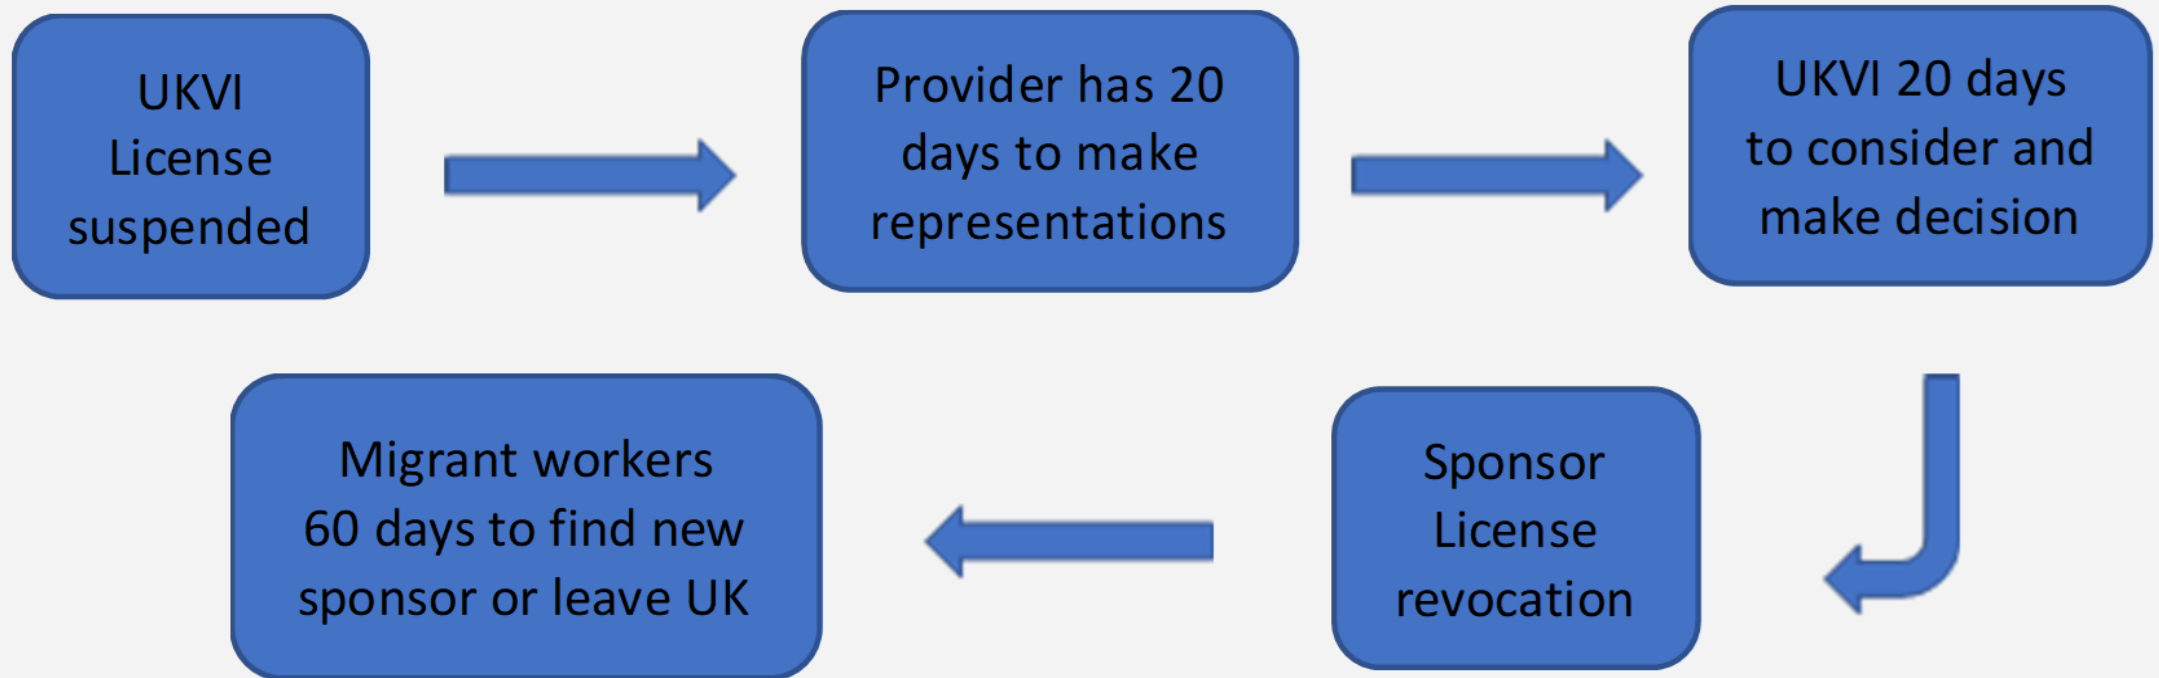 UKVI
License
suspended
Provider has 20
days to make
representations
UKVI 20 days
to consider and
make decision
Sponsor
License
revocation
Migrant workers
60 days to find new
sponsor or leave UK